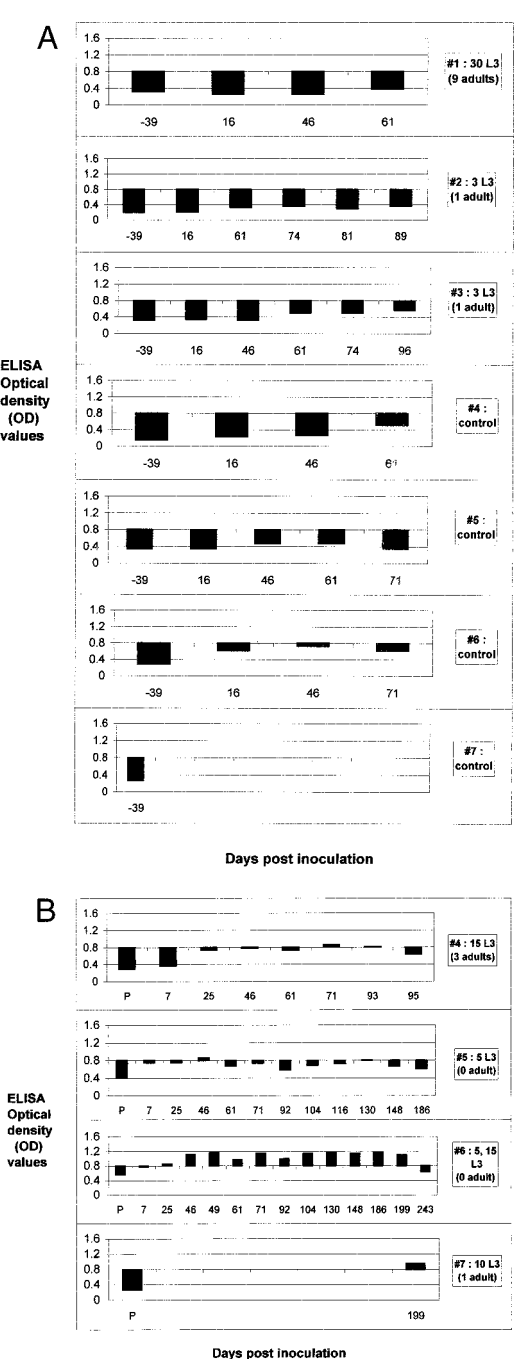 A
1.6
1.2
0.8
0.4
0
-39 16 46 61
#1 : 30 L3
(9 adults)
1.6
1.2
0.8
0.4
0
-39 16 61 74 81 89
#2 : 3 L3
(1 adult)
1.6
1.2
0.8
0.4
0
-39 16 46 61 74 96
#3 : 3 L3
(1 adult)
ELISA
Optical
density
(OD)
values
1.6
1.2
0.8
0.4
0
-39 16 46
#4 :
control
1.6
1.2
0.8
0.4
0
-39 16 46 61 71
#5 :
control
1.6
1.2
0.8
0.4
0
-39 16 46 71
#6 :
control
1.6
1.2
0.8
0.4
0
-39
#7 :
control
Days post inoculation
B
1.6
1.2
0.8
0.4
0
P 7 25 46 61 71 93 95
#4 : 15 L3
(3 adults)
1.6
1.2
0.8
0.4
0
P 7 25 46 61 71 92 104 116 130 148 186
#5 : 5 L3
(0 adult)
ELISA
Optical
density
(OD)
values
1.6
1.2
0.8
0.4
0
P 7 25 46 49 61 71 92 104 130 148 186 199 243
#6 : 5, 15
L3
(0 adult)
1.6
1.2
0.8
0.4
0
P 199
#7 : 10 L3
(1 adult)
Days post inoculation